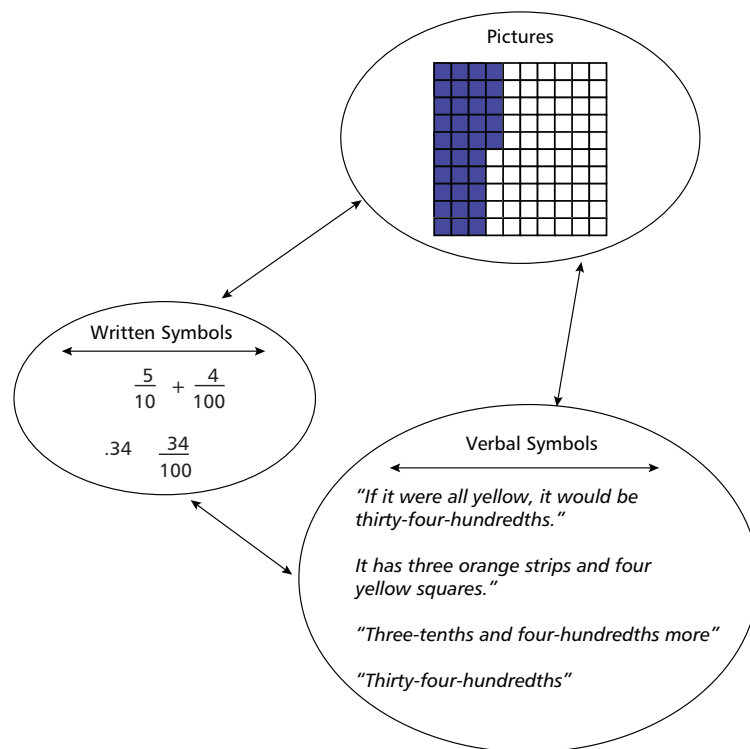 Pictures
Written Symbols
5/10 + 4/100
.34 34/100
Verbal Symbols
“If it were all yellow, it would be
thirty-four-hundredths.”
It has three orange strips and four
yellow squares.”
“Three-tenths and four-hundredths more”
“Thirty-four-hundredths”